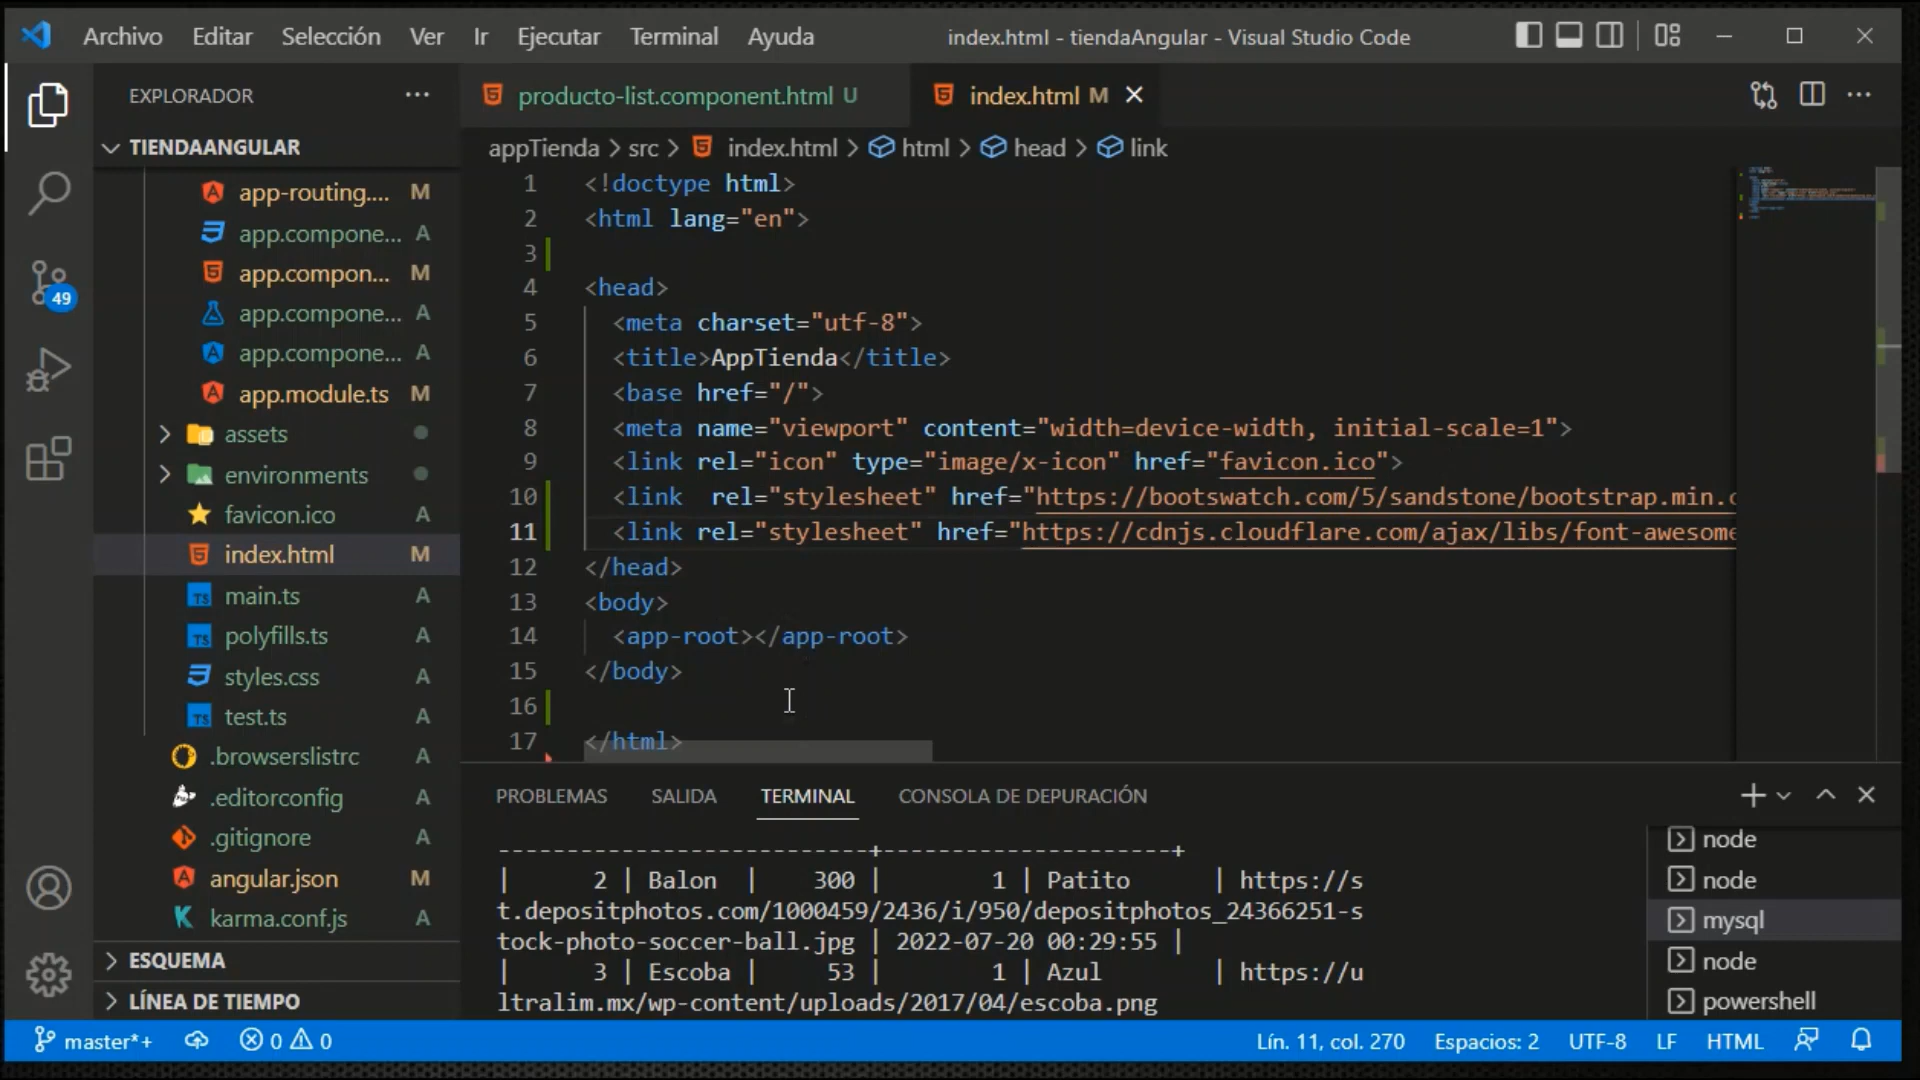 Archivo Editar Selección Ver Ir Ejecutar Terminal Ayuda index.html - tiendaAngular - Visual Studio Code
EXPLORADOR
TIENDAANGULAR
app-routing.... M
app.compone... A
app.compon... M
app.compone... A
app.compone... A
app.module.ts M
assets
environments
favicon.ico A
index.html M
main.ts A
polyfills.ts A
styles.css A
test.ts A
.browserslistrc A
.editorconfig A
.gitignore A
angular.json M
karma.conf.js A
ESQUEMA
LÍNEA DE TIEMPO
49
producto-list.component.html U index.html M
appTienda > src > index.html > html > head > link
1 <!doctype html>
2 <html lang="en">
3
4 <head>
5 <meta charset="utf-8">
6 <title>AppTienda</title>
7 <base href="/">
8 <meta name="viewport" content="width=device-width, initial-scale=1">
9 <link rel="icon" type="image/x-icon" href="favicon.ico">
10 <link  rel="stylesheet" href="https://bootswatch.com/5/sandstone/bootstrap.min.c
11 <link rel="stylesheet" href="https://cdnjs.cloudflare.com/ajax/libs/font-awesome
12 </head>
13 <body>
14 <app-root></app-root>
15 </body>
16
17 </html>
PROBLEMAS SALIDA TERMINAL CONSOLA DE DEPURACIÓN
---------------------------+---------------------+
| 2 | Balon | 300 | 1 | Patito | https://s
t.depositphotos.com/1000459/2436/i/950/depositphotos_24366251-s
tock-photo-soccer-ball.jpg | 2022-07-20 00:29:55 |
| 3 | Escoba | 53 | 1 | Azul | https://u
ltralim.mx/wp-content/uploads/2017/04/escoba.png
node
node
mysql
node
powershell
master*+ 0 0 Lín. 11, col. 270 Espacios: 2 UTF-8 LF HTML